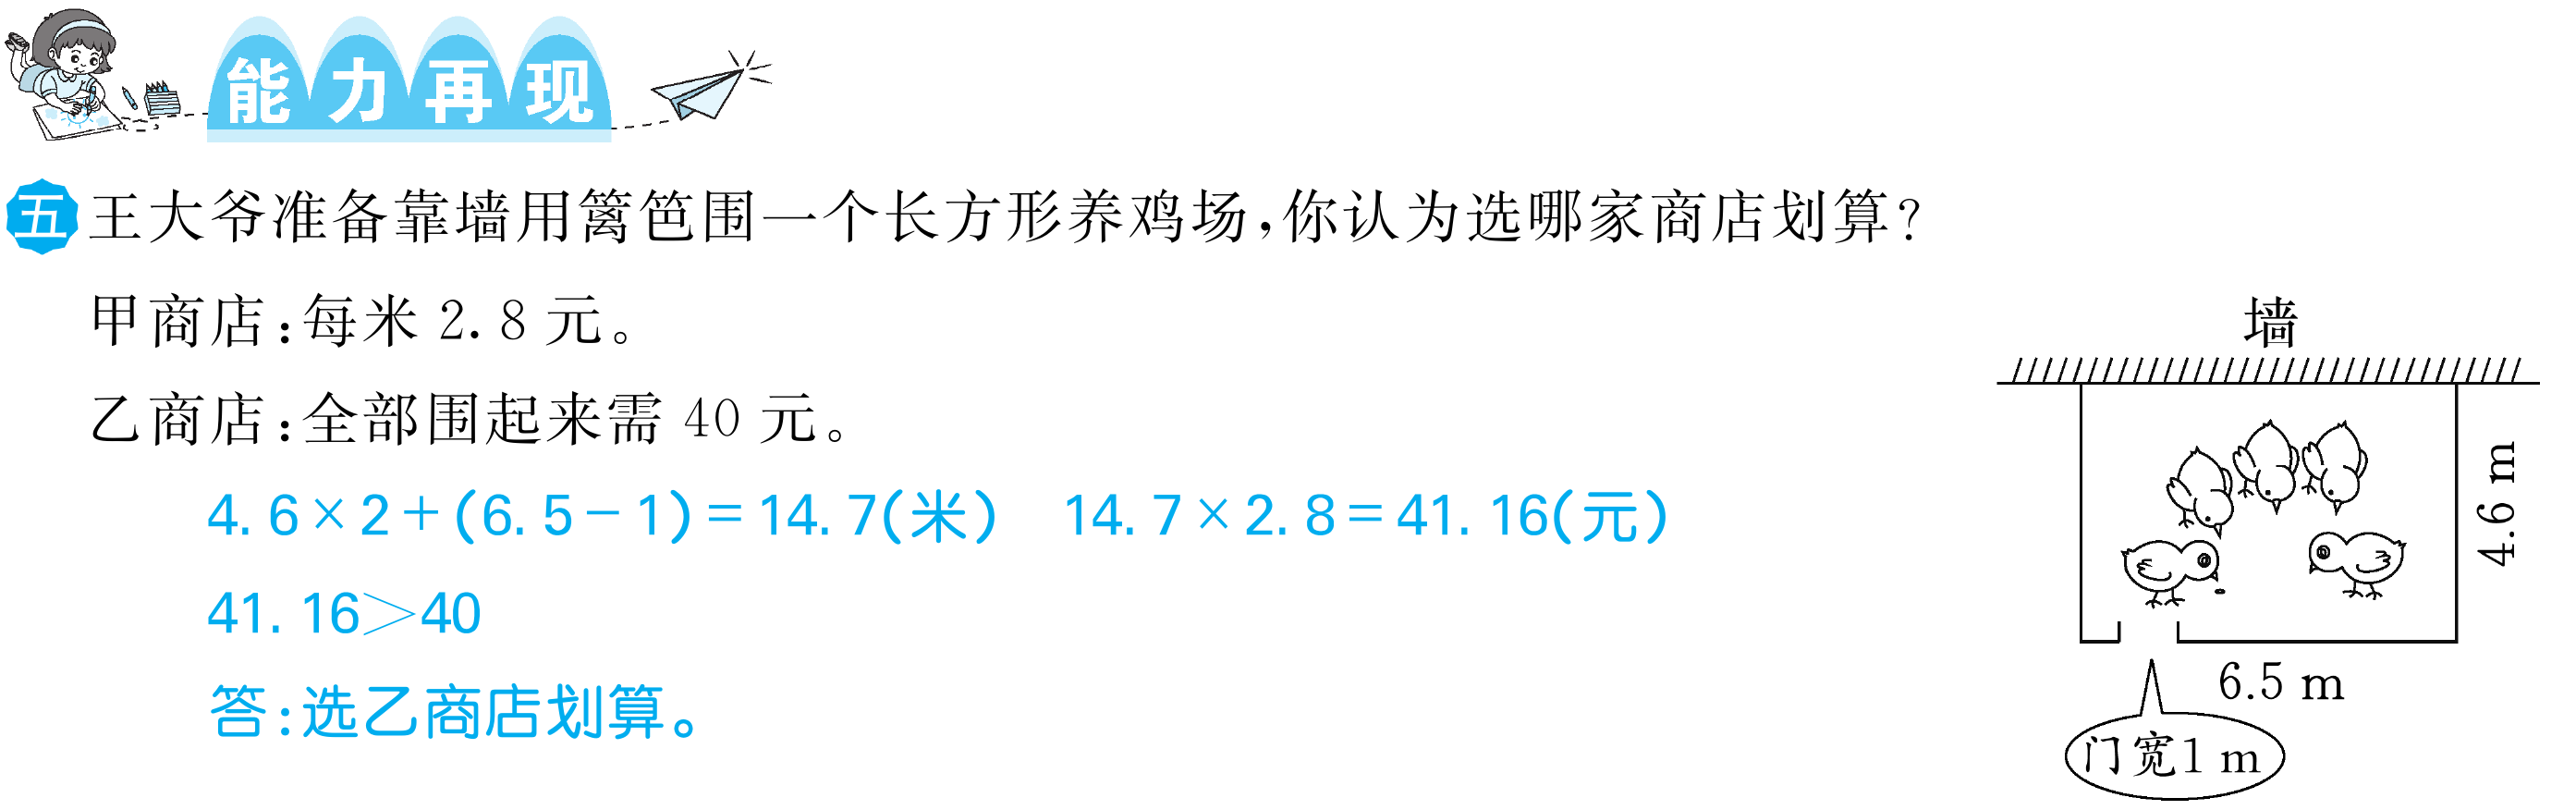 能力再现
五 王大爷准备靠墙用篱笆围一个长方形养鸡场,你认为选哪家商店划算?
甲商店:每米 2.8 元。
乙商店:全部围起来需 40 元。
4.6×2+(6.5-1)=14.7(米) 14.7×2.8=41.16(元)
41.16>40
答:选乙商店划算。
墙
4.6 m
6.5 m
门宽1 m